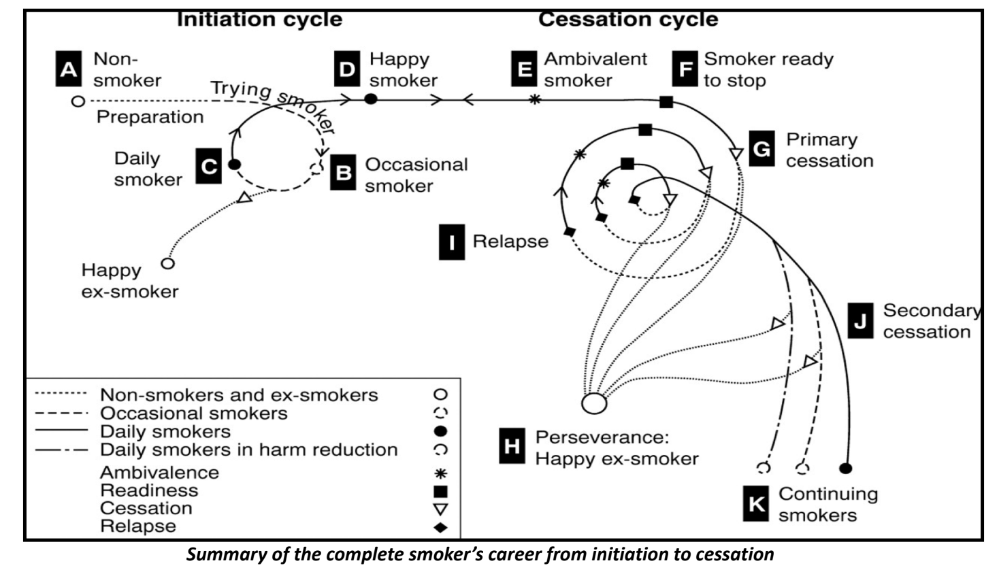 Initiation cycle
Cessation cycle
A
Non-
smoker
D
Happy
smoker
E
Ambivalent
smoker
F
Smoker ready
to stop
Trying smoker
Preparation
C
Daily
smoker
B
Occasional
smoker
G
Primary
cessation
I
Relapse
Happy
ex-smoker
J
Secondary
cessation
H
Perseverance:
Happy ex-smoker
K
Continuing
smokers
Non-smokers and ex-smokers
Occasional smokers
Daily smokers
Daily smokers in harm reduction
Ambivalence
Readiness
Cessation
Relapse
Summary of the complete smoker’s career from initiation to cessation